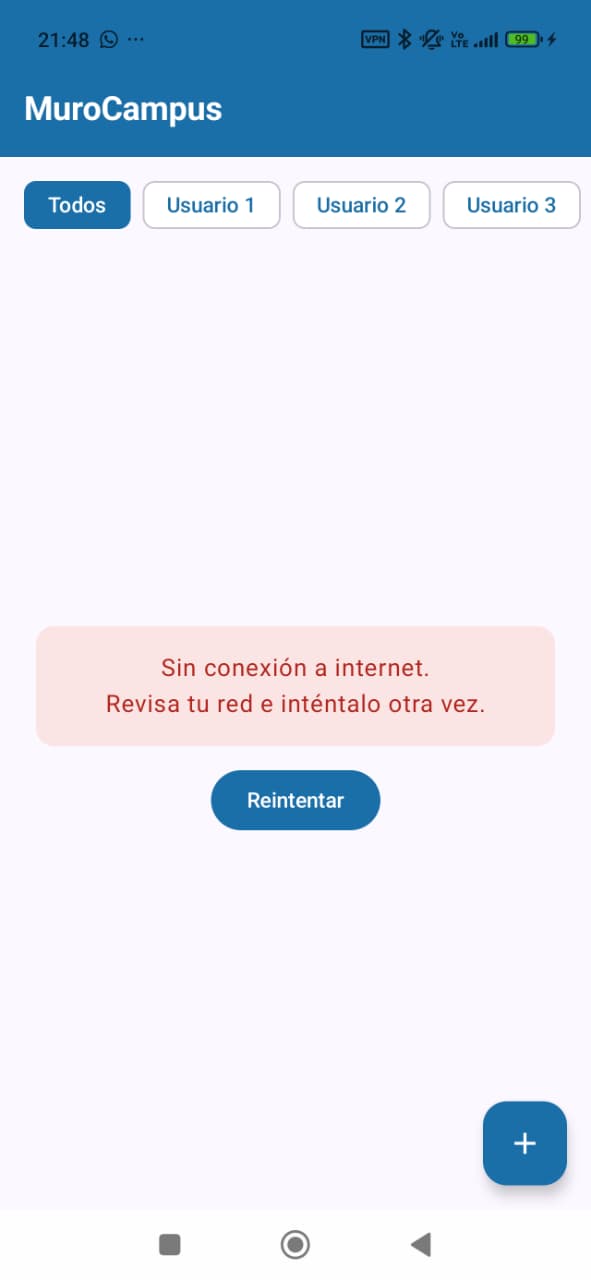 21:48 ... VPN Vo LTE 99
MuroCampus
Todos Usuario 1 Usuario 2 Usuario 3
Sin conexión a internet.
Revisa tu red e inténtalo otra vez.
Reintentar
+